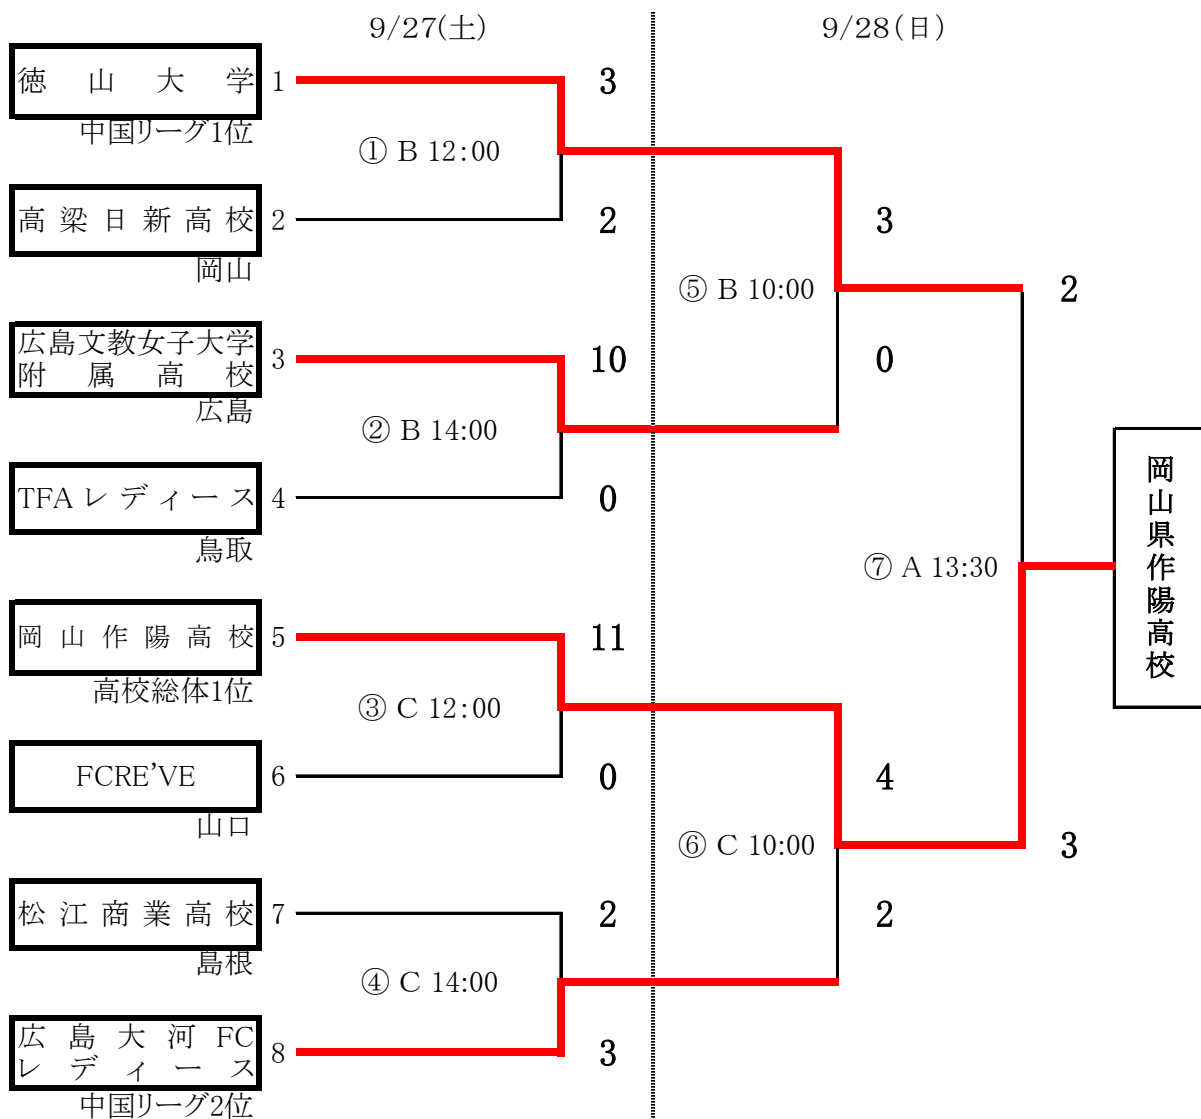 9/27(土)
9/28(日)
徳山大学
1
3
中国リーグ1位
① B 12:00
高梁日新高校
2
2
岡山
3
⑤ B 10:00
2
広島文教女子大学
附属高校
3
10
0
広島
② B 14:00
TFAレディース
4
0
鳥取
⑦ A 13:30
岡山県作陽高校
岡山作陽高校
5
11
高校総体1位
③ C 12:00
FCRE'VE
6
0
4
山口
⑥ C 10:00
3
松江商業高校
7
2
2
島根
④ C 14:00
広島大河FC
レディース
8
3
中国リーグ2位